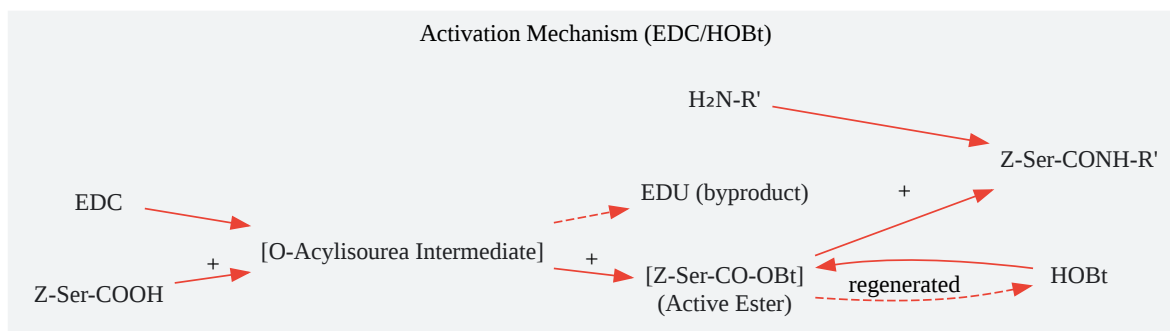 Activation Mechanism (EDC/HOBt)
H₂N-R'
Z-Ser-CONH-R'
EDC
EDU (byproduct)
+
[O-Acylisourea Intermediate]
+
+
Z-Ser-COOH
[Z-Ser-CO-OBt]
(Active Ester)
regenerated
HOBt